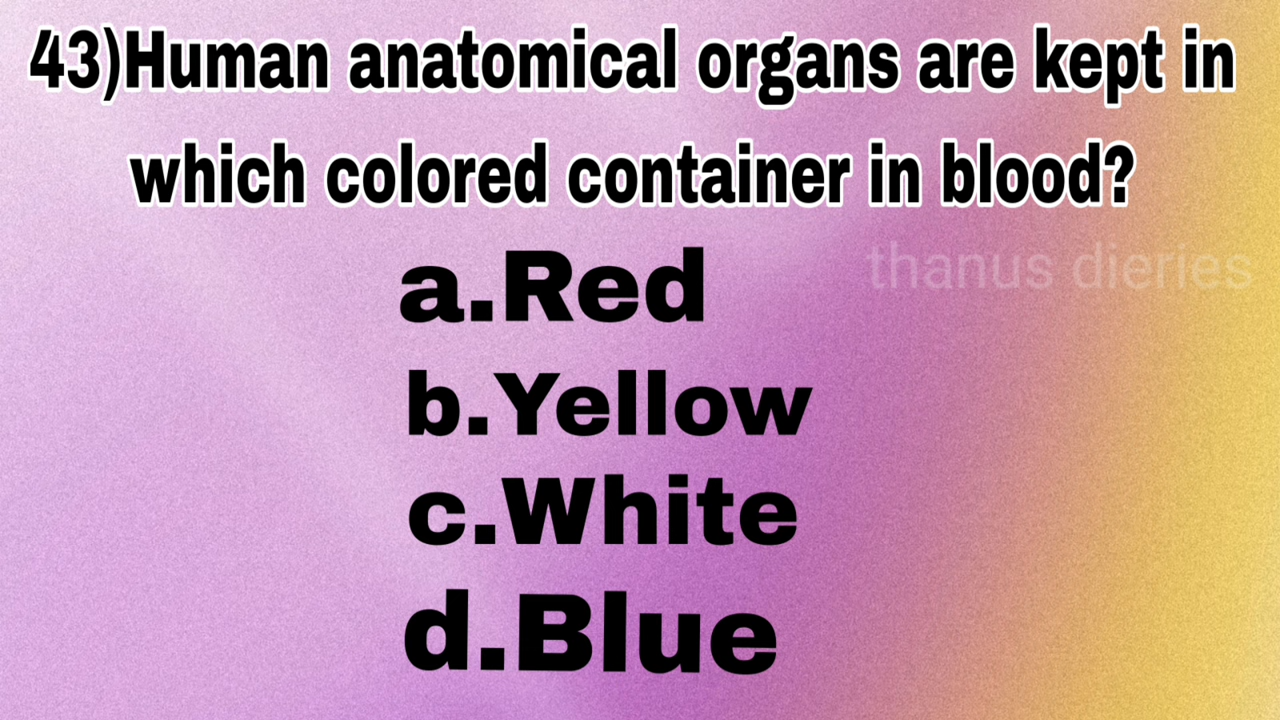 43)Human anatomical organs are kept in
which colored container in blood?
thanus dieries
a.Red
b.Yellow
c.White
d.Blue